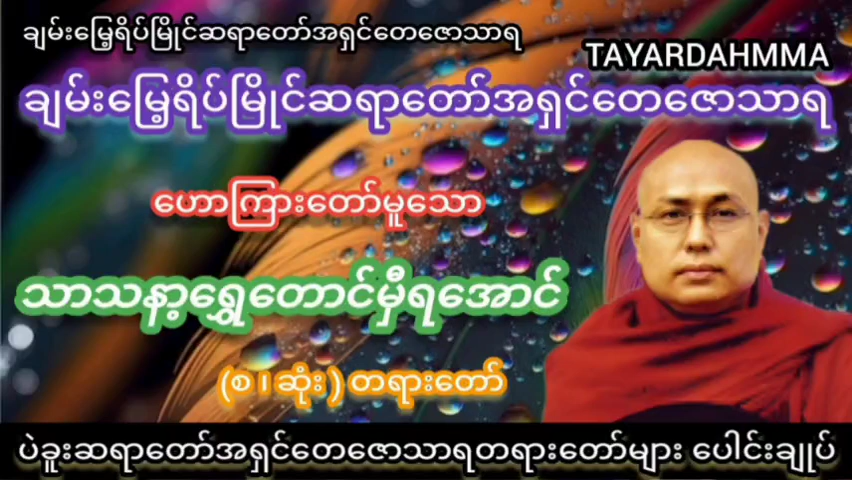 ချမ်းမြေ့ရိပ်မြိုင်ဆရာတော်အရှင်တေဇောသာရ
TAYARDAHMMA
ချမ်းမြေ့ရိပ်မြိုင်ဆရာတော်အရှင်တေဇောသာရ
ဟောကြားတော်မူသော
သာသနာ့ရွှေတောင်မှီရအောင်
(စ ၊ ဆုံး ) တရားတော်
ပဲခူးဆရာတော်အရှင်တေဇောသာရတရားတော်များ ပေါင်းချုပ်